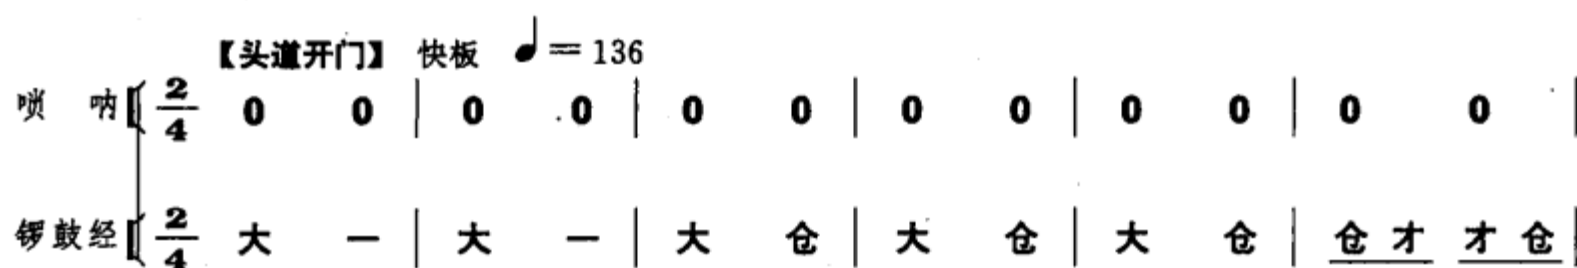 【头道开门】 快板 ♩= 136
唢 呐 2/4 0 0 | 0 0 | 0 0 | 0 0 | 0 0 | 0 0 |
锣鼓经 2/4 大 — | 大 — | 大 仓 | 大 仓 | 大 仓 | 仓 才 才 仓 |